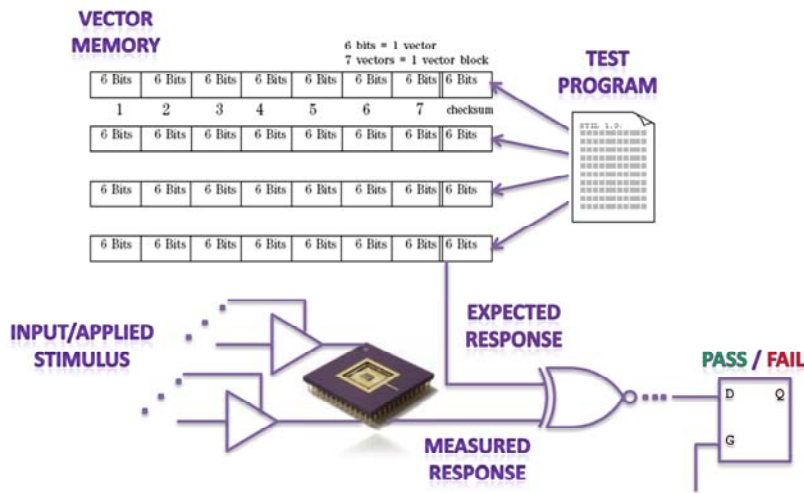 VECTOR
MEMORY
6 bits = 1 vector
7 vectors = 1 vector block
TEST
PROGRAM
6 Bits 6 Bits 6 Bits 6 Bits 6 Bits 6 Bits 6 Bits 6 Bits
1 2 3 4 5 6 7 checksum
STIL 1.0;
6 Bits 6 Bits 6 Bits 6 Bits 6 Bits 6 Bits 6 Bits 6 Bits
6 Bits 6 Bits 6 Bits 6 Bits 6 Bits 6 Bits 6 Bits 6 Bits
6 Bits 6 Bits 6 Bits 6 Bits 6 Bits 6 Bits 6 Bits 6 Bits
INPUT/APPLIED
STIMULUS
EXPECTED
RESPONSE
PASS / FAIL
D Q
G
MEASURED
RESPONSE